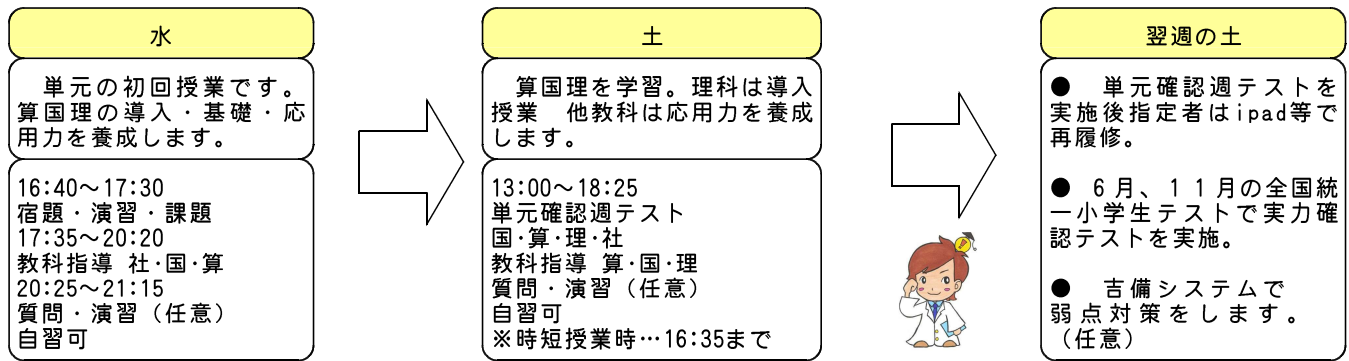 水
単元の初回授業です。
算国理の導入・基礎・応
用力を養成します。
16:40～17:30
宿題・演習・課題
17:35～20:20
教科指導 社･国･算
20:25～21:15
質問・演習（任意）
自習可
土
算国理を学習。理科は導入
授業　他教科は応用力を養成
します。
13:00～18:25
単元確認週テスト
国･算･理･社
教科指導 算･国･理
質問・演習（任意）
自習可
※時短授業時…16:35まで
翌週の土
●　単元確認週テストを
実施後指定者はipad等で
再履修。
●　６月、１１月の全国統
一小学生テストで実力確
認テストを実施。
●　吉備システムで
弱点対策をします。
（任意）